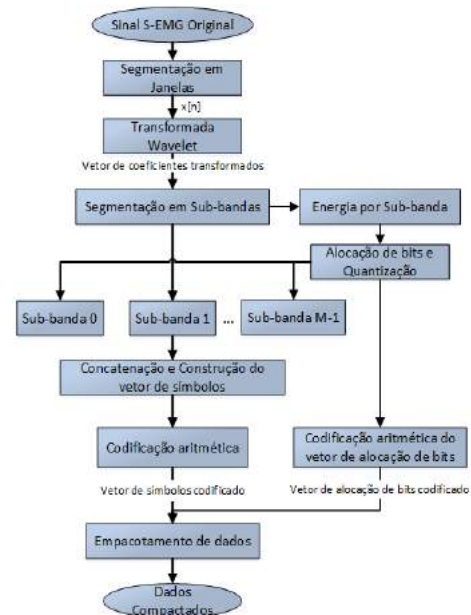 Sinal S-EMG Original
Segmentação em
Janelas
x[n]
Transformada
Wavelet
Vetor de coeficientes transformados
Segmentação em Sub-bandas
Energia por Sub-banda
Alocação de bits e
Quantização
Sub-banda 0
Sub-banda 1
...
Sub-banda M-1
Concatenação e Construção do
vetor de símbolos
Codificação aritmética
Codificação aritmética do
vetor de alocação de bits
Vetor de símbolos codificado
Vetor de alocação de bits codificado
Empacotamento de dados
Dados
Compactados